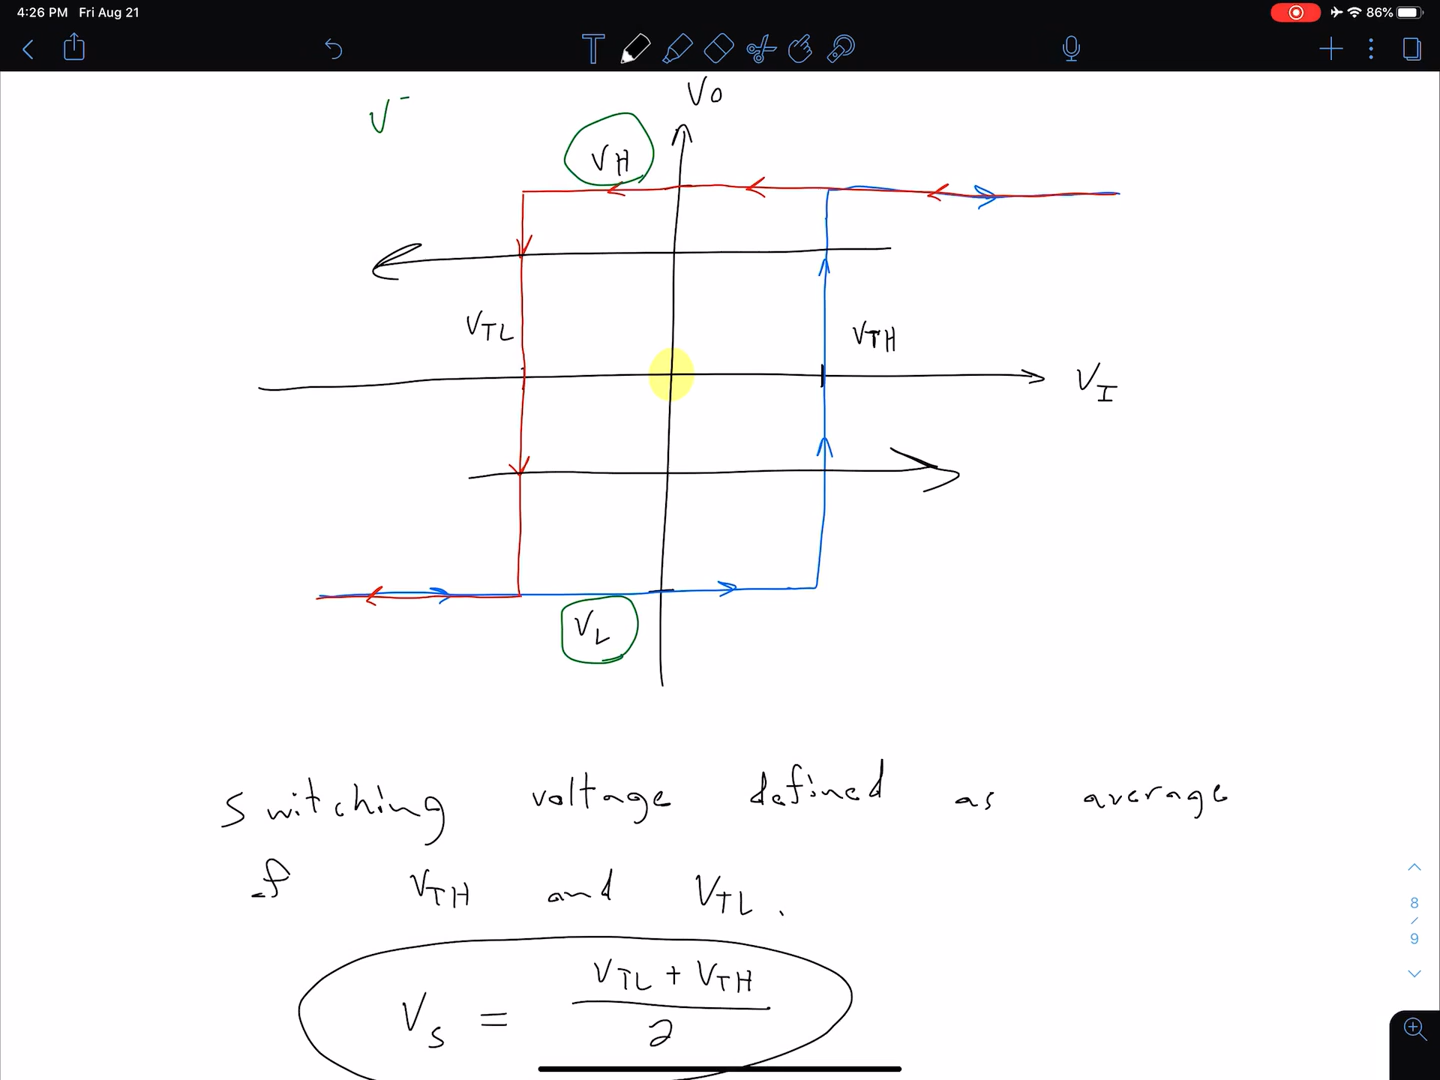 4:26 PM Fri Aug 21
86%
T
V⁻
Vo
VH
VTL
VTH
VI
VL
switching voltage defined as average
of VTH and VTL.
Vs = VTL + VTH
2
8
/
9